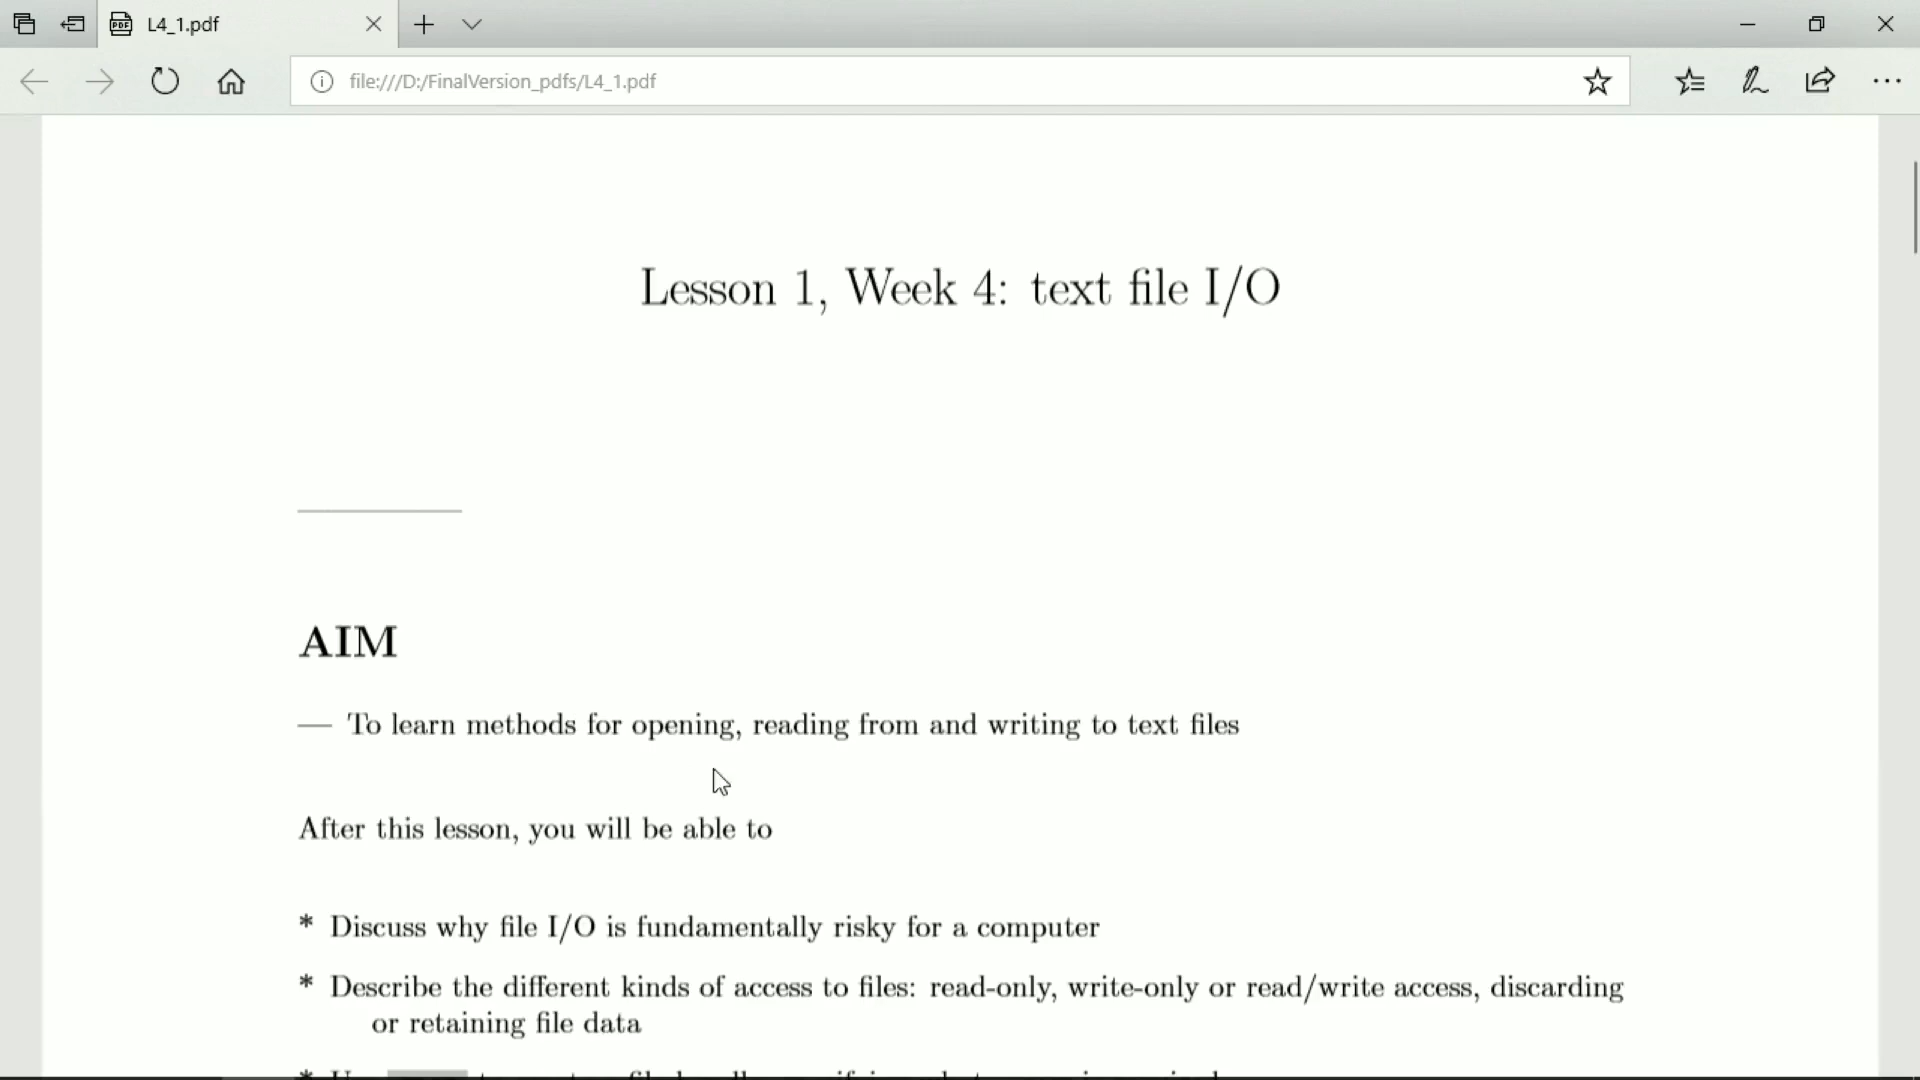 L4_1.pdf
file:///D:/FinalVersion_pdfs/L4_1.pdf
Lesson 1, Week 4: text file I/O
AIM
— To learn methods for opening, reading from and writing to text files
After this lesson, you will be able to
* Discuss why file I/O is fundamentally risky for a computer
* Describe the different kinds of access to files: read-only, write-only or read/write access, discarding
or retaining file data